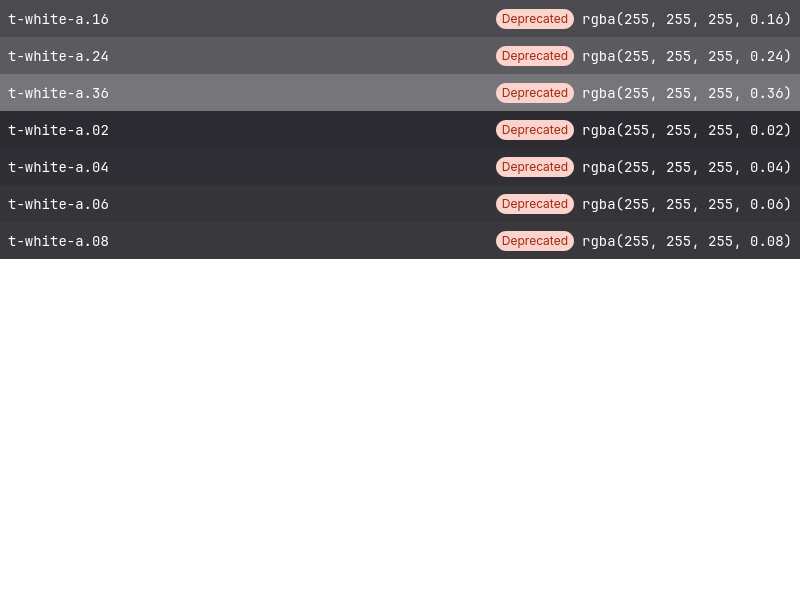 t-white-a.16 Deprecated rgba(255, 255, 255, 0.16)
t-white-a.24 Deprecated rgba(255, 255, 255, 0.24)
t-white-a.36 Deprecated rgba(255, 255, 255, 0.36)
t-white-a.02 Deprecated rgba(255, 255, 255, 0.02)
t-white-a.04 Deprecated rgba(255, 255, 255, 0.04)
t-white-a.06 Deprecated rgba(255, 255, 255, 0.06)
t-white-a.08 Deprecated rgba(255, 255, 255, 0.08)